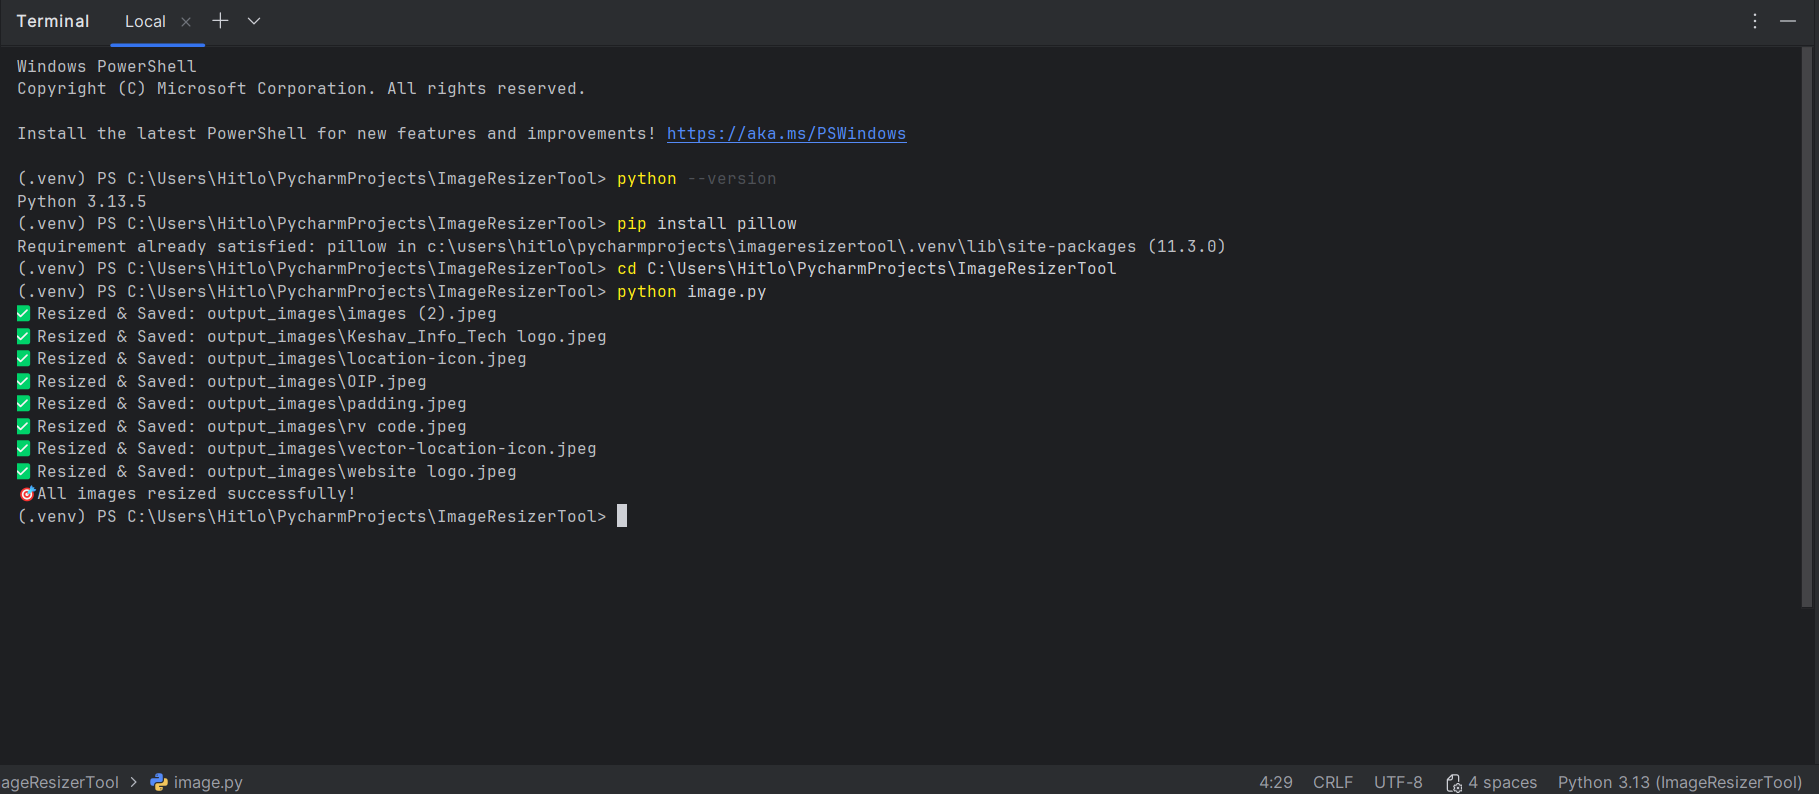 Terminal Local
Windows PowerShell
Copyright (C) Microsoft Corporation. All rights reserved.
Install the latest PowerShell for new features and improvements! https://aka.ms/PSWindows
(.venv) PS C:\Users\Hitlo\PycharmProjects\ImageResizerTool> python --version
Python 3.13.5
(.venv) PS C:\Users\Hitlo\PycharmProjects\ImageResizerTool> pip install pillow
Requirement already satisfied: pillow in c:\users\hitlo\pycharmprojects\imageresizertool\.venv\lib\site-packages (11.3.0)
(.venv) PS C:\Users\Hitlo\PycharmProjects\ImageResizerTool> cd C:\Users\Hitlo\PycharmProjects\ImageResizerTool
(.venv) PS C:\Users\Hitlo\PycharmProjects\ImageResizerTool> python image.py
✅ Resized & Saved: output_images\images (2).jpeg
✅ Resized & Saved: output_images\Keshav_Info_Tech logo.jpeg
✅ Resized & Saved: output_images\location-icon.jpeg
✅ Resized & Saved: output_images\OIP.jpeg
✅ Resized & Saved: output_images\padding.jpeg
✅ Resized & Saved: output_images\rv code.jpeg
✅ Resized & Saved: output_images\vector-location-icon.jpeg
✅ Resized & Saved: output_images\website logo.jpeg
🎯All images resized successfully!
(.venv) PS C:\Users\Hitlo\PycharmProjects\ImageResizerTool>
ageResizerTool > image.py 4:29 CRLF UTF-8 4 spaces Python 3.13 (ImageResizerTool)